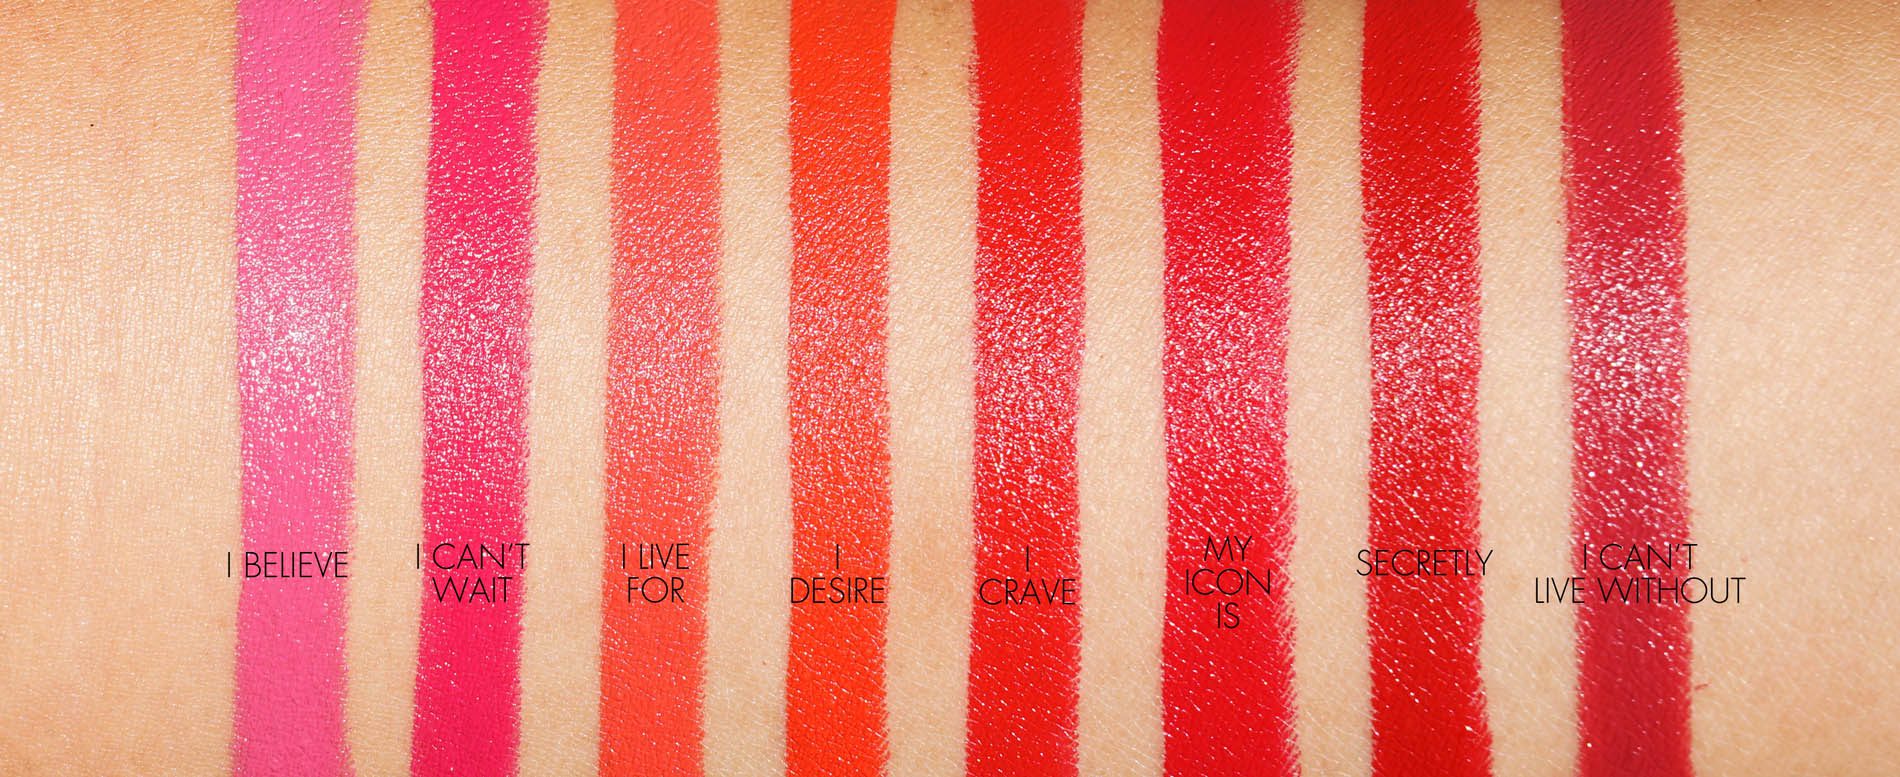 I BELIEVE
I CAN'T
WAIT
I LIVE
FOR
I
DESIRE
I
CRAVE
MY
ICON
IS
SECRETLY
I CAN'T
LIVE WITHOUT